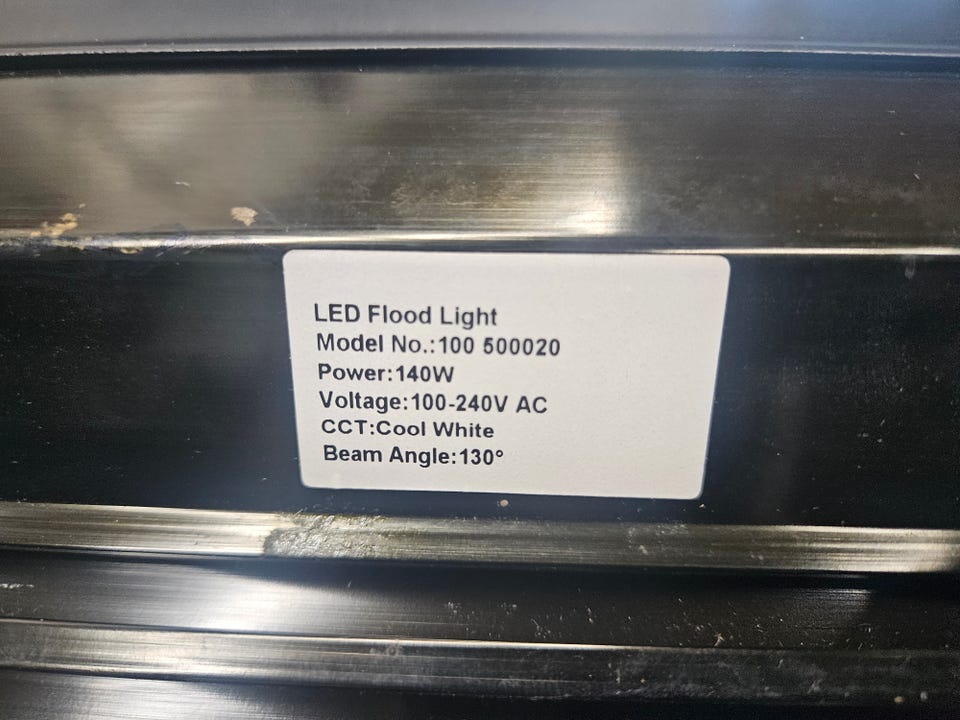 LED Flood Light
Model No.:100 500020
Power:140W
Voltage:100-240V AC
CCT:Cool White
Beam Angle:130°